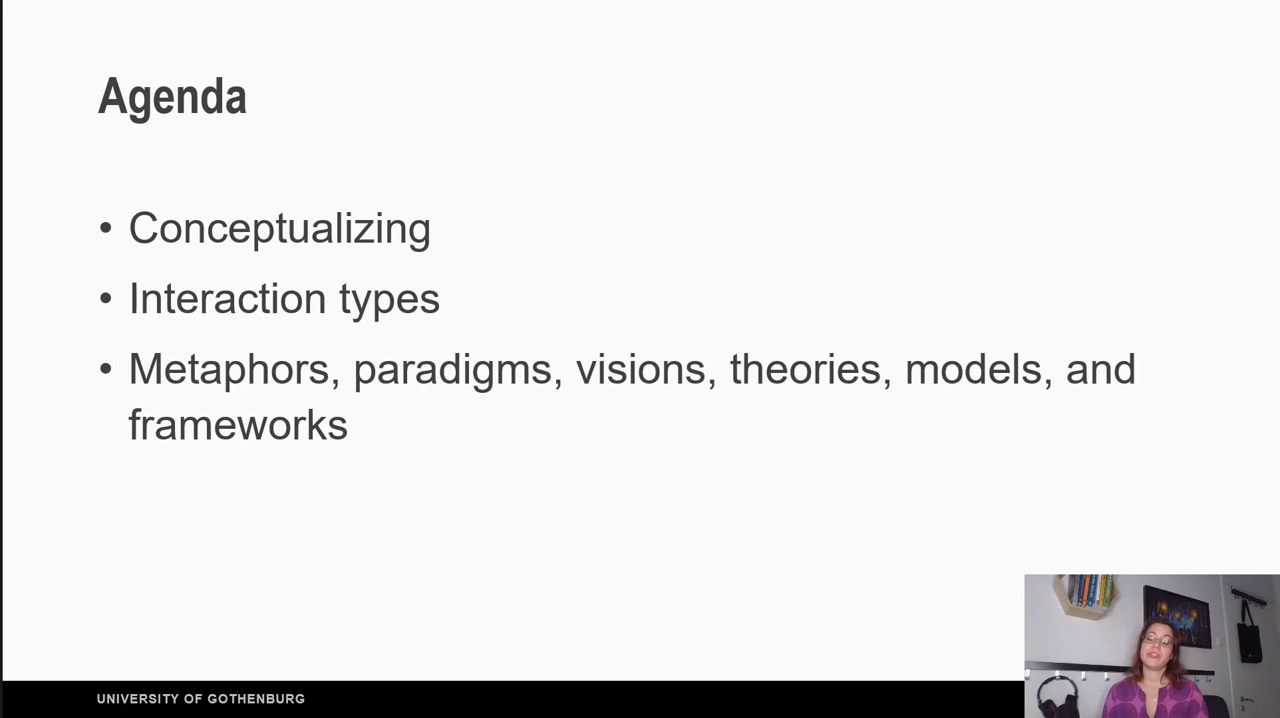 Agenda
• Conceptualizing
• Interaction types
• Metaphors, paradigms, visions, theories, models, and
frameworks
UNIVERSITY OF GOTHENBURG